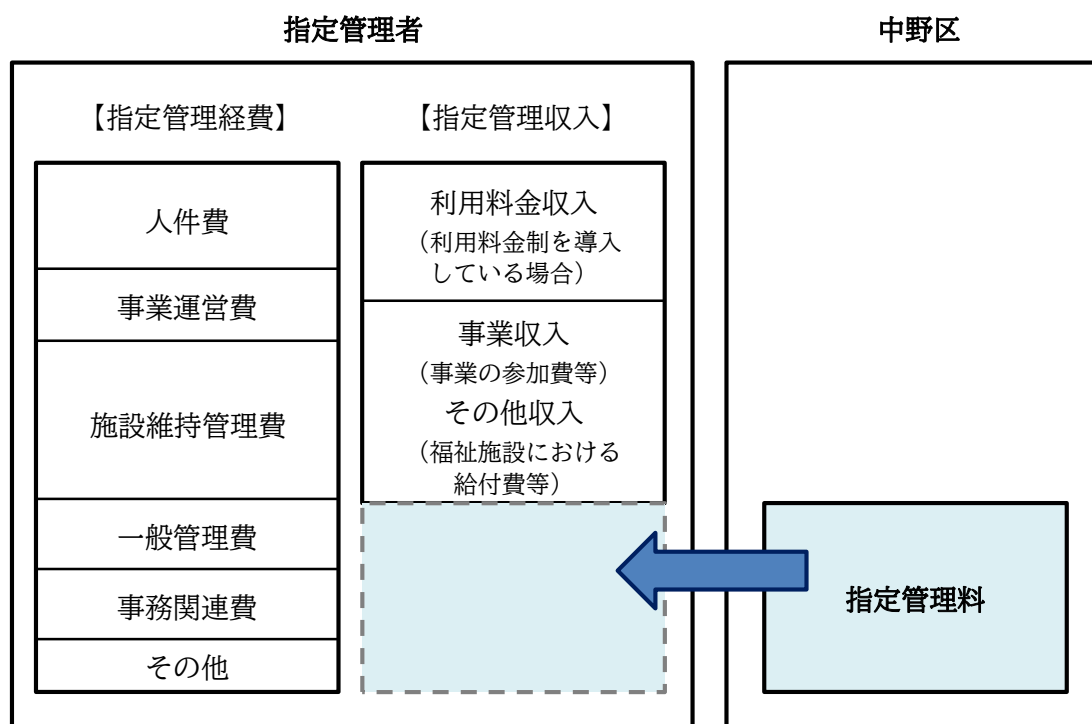 指定管理者
中野区
【指定管理経費】
【指定管理収入】
人件費
事業運営費
施設維持管理費
一般管理費
事務関連費
その他
利用料金収入
（利用料金制を導入
している場合）
事業収入
（事業の参加費等）
その他収入
（福祉施設における
給付費等）
指定管理料